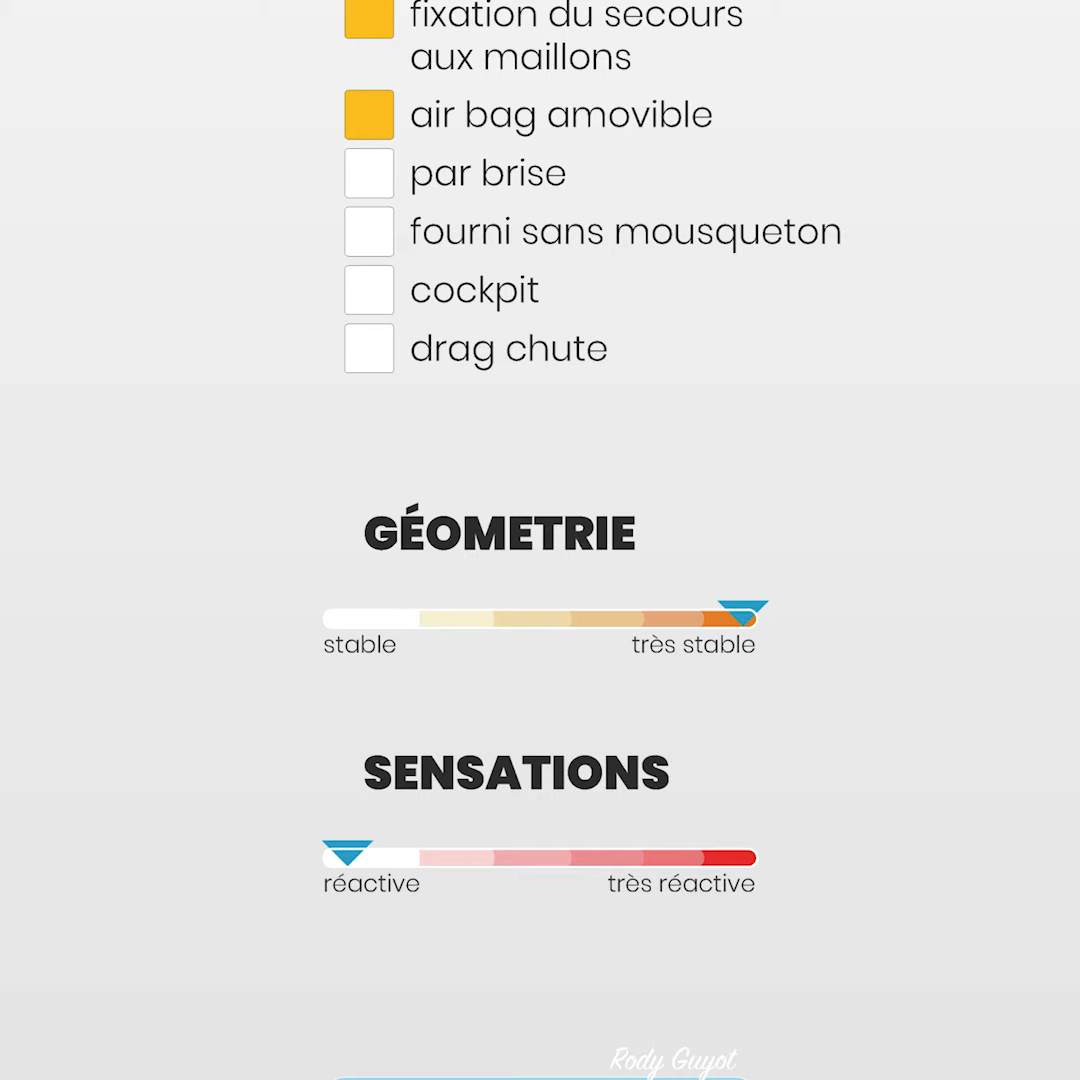 fixation du secours
aux maillons
air bag amovible
par brise
fourni sans mousqueton
cockpit
drag chute
GÉOMETRIE
stable
très stable
SENSATIONS
réactive
très réactive
Rody Guyot